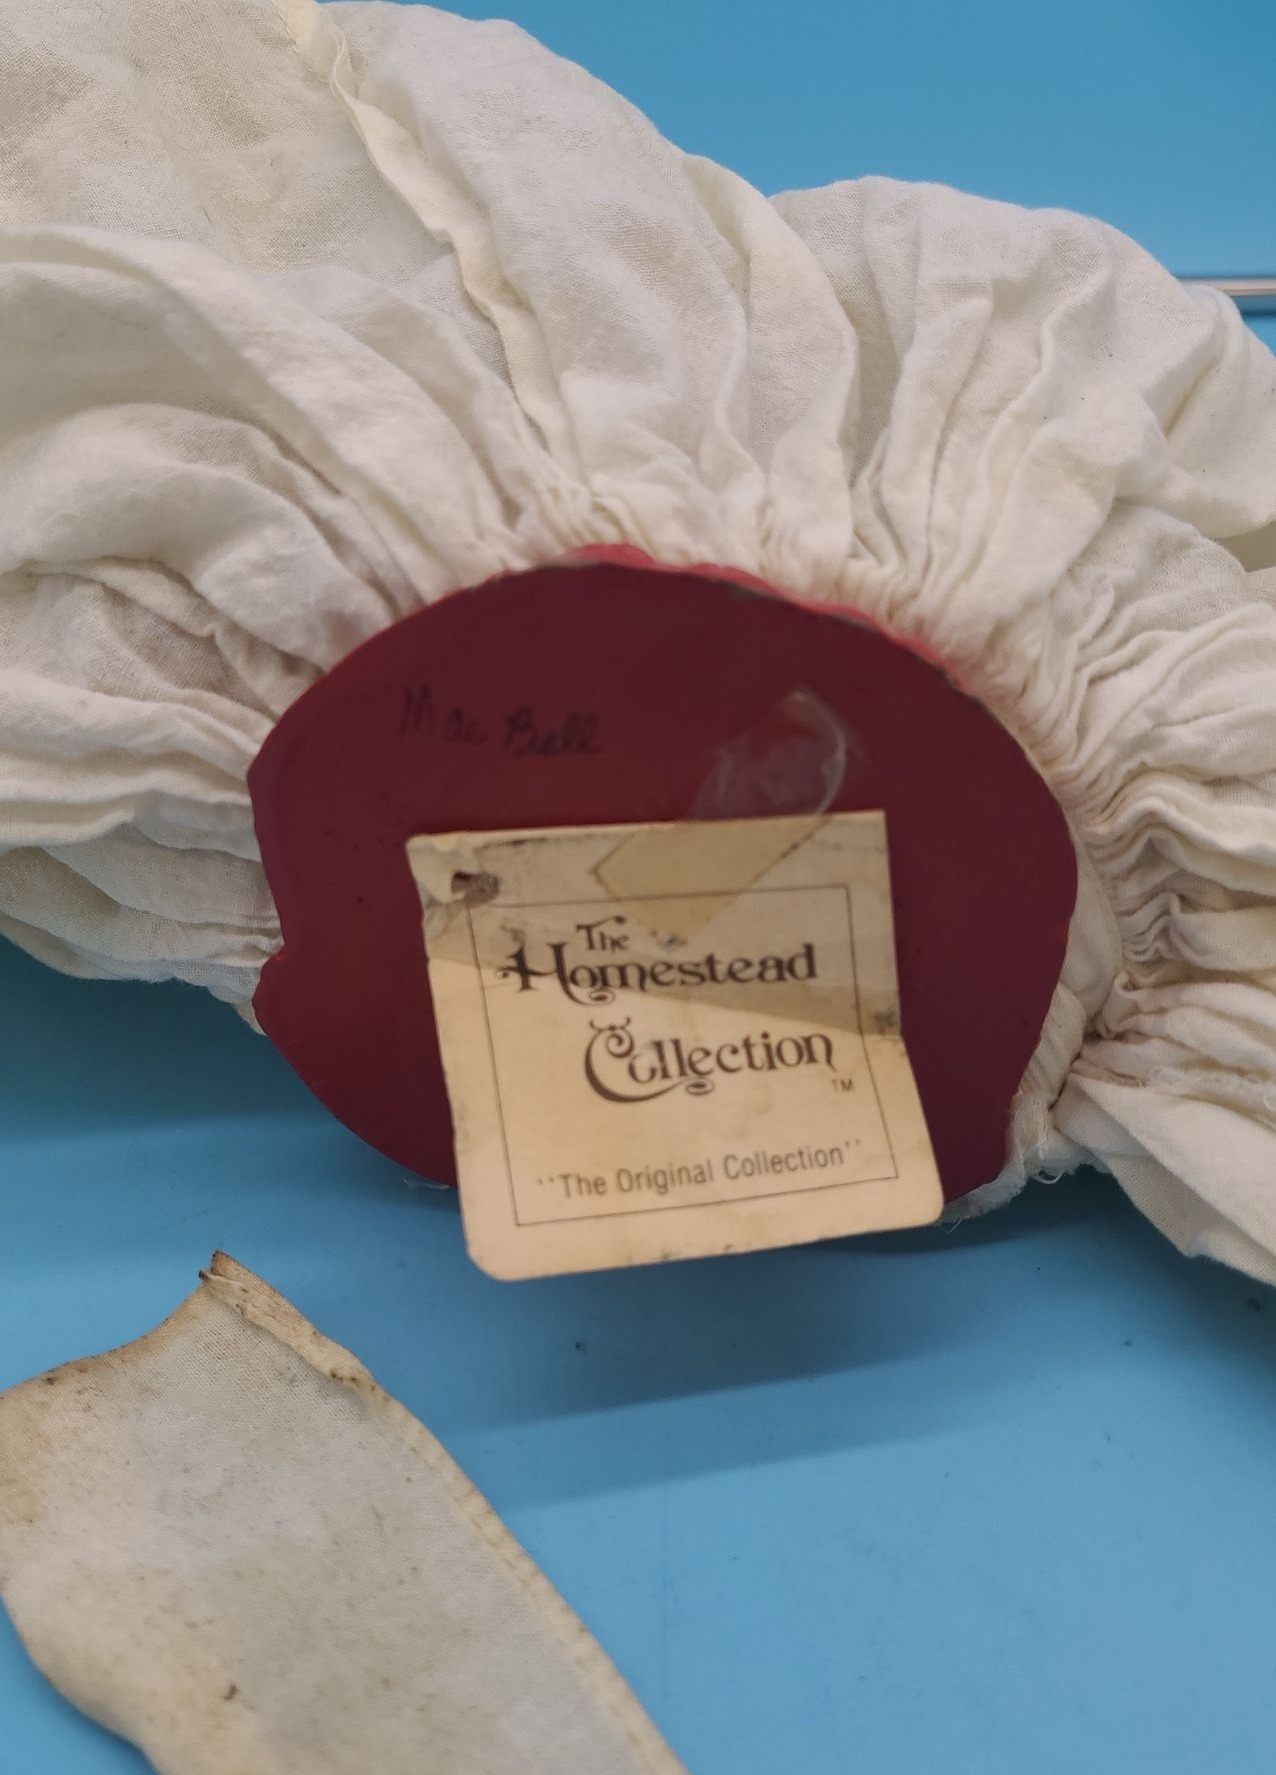 Mae Bell
The
Homestead
Collection
TM
"The Original Collection"